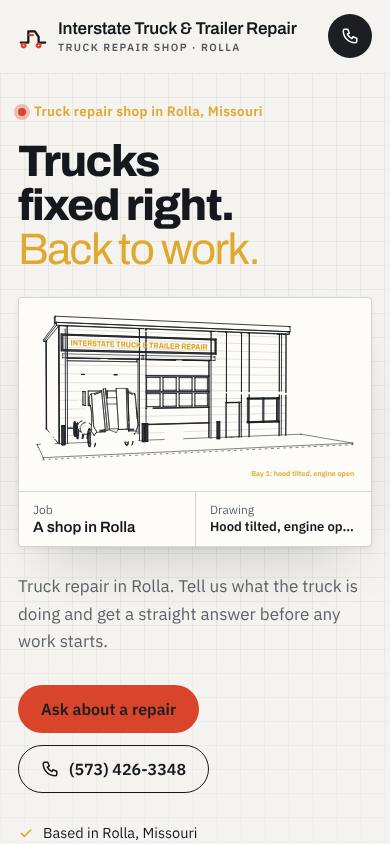 Interstate Truck & Trailer Repair
TRUCK REPAIR SHOP · ROLLA
Truck repair shop in Rolla, Missouri
Trucks
fixed right.
Back to work.
INTERSTATE TRUCK & TRAILER REPAIR
Bay 1: hood tilted, engine open
Job
A shop in Rolla
Drawing
Hood tilted, engine op...
Truck repair in Rolla. Tell us what the truck is
doing and get a straight answer before any
work starts.
Ask about a repair
(573) 426-3348
Based in Rolla, Missouri